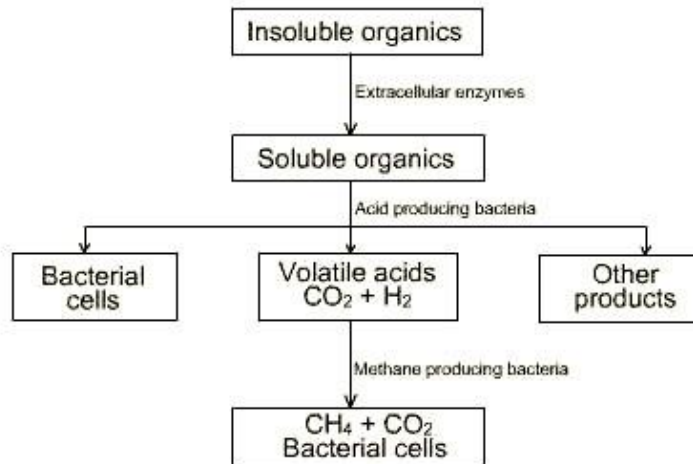 Insoluble organics
Extracellular enzymes
Soluble organics
Acid producing bacteria
Bacterial
cells
Volatile acids
CO₂ + H₂
Other
products
Methane producing bacteria
CH₄ + CO₂
Bacterial cells